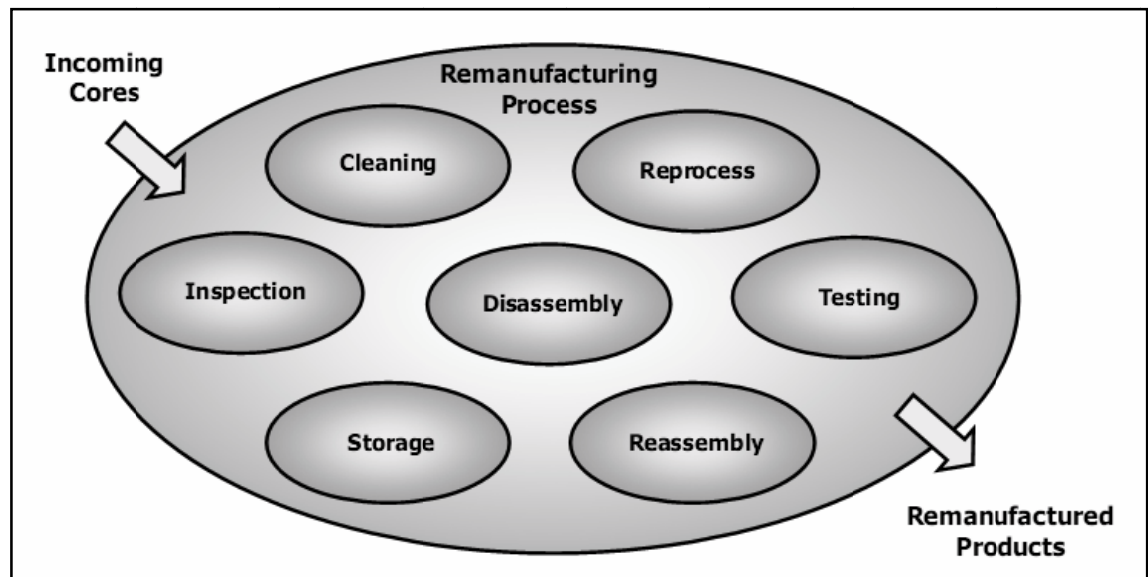 Incoming
Cores
Remanufacturing
Process
Cleaning
Reprocess
Inspection
Disassembly
Testing
Storage
Reassembly
Remanufactured
Products